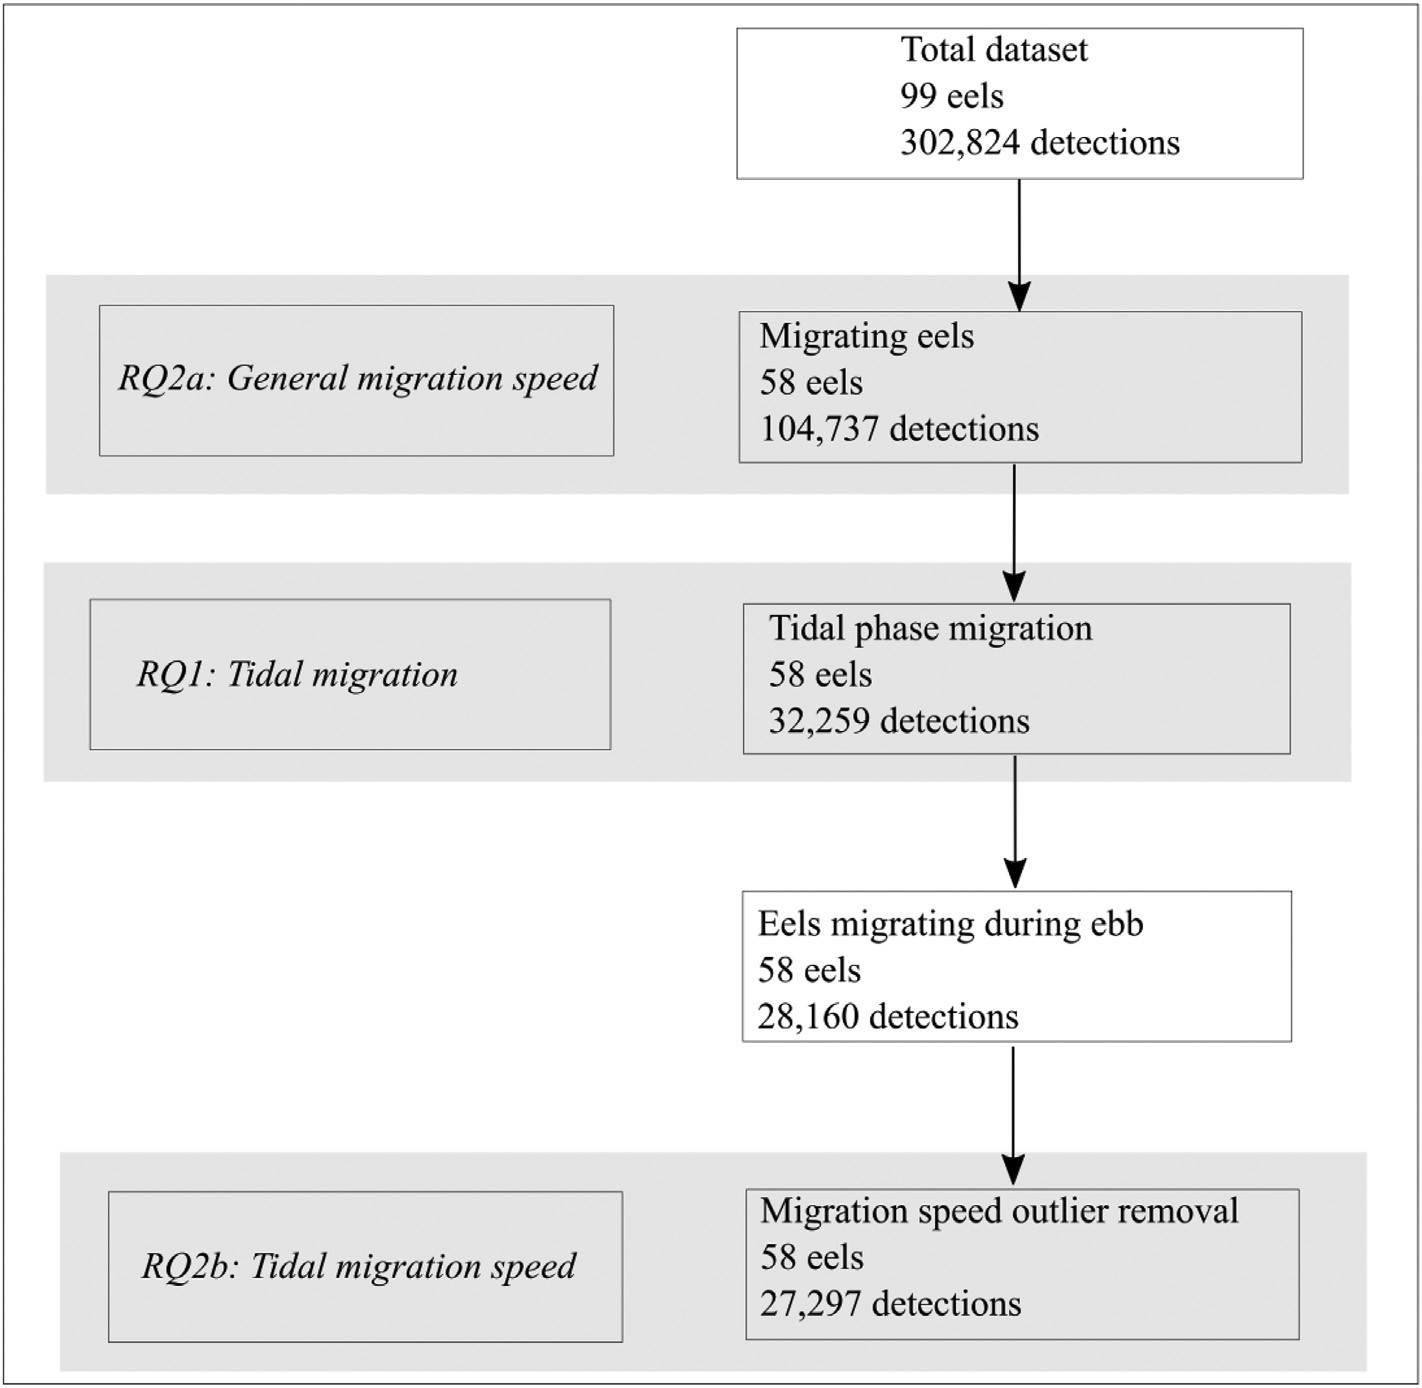 Total dataset
99 eels
302,824 detections
RQ2a: General migration speed
Migrating eels
58 eels
104,737 detections
RQ1: Tidal migration
Tidal phase migration
58 eels
32,259 detections
Eels migrating during ebb
58 eels
28,160 detections
RQ2b: Tidal migration speed
Migration speed outlier removal
58 eels
27,297 detections